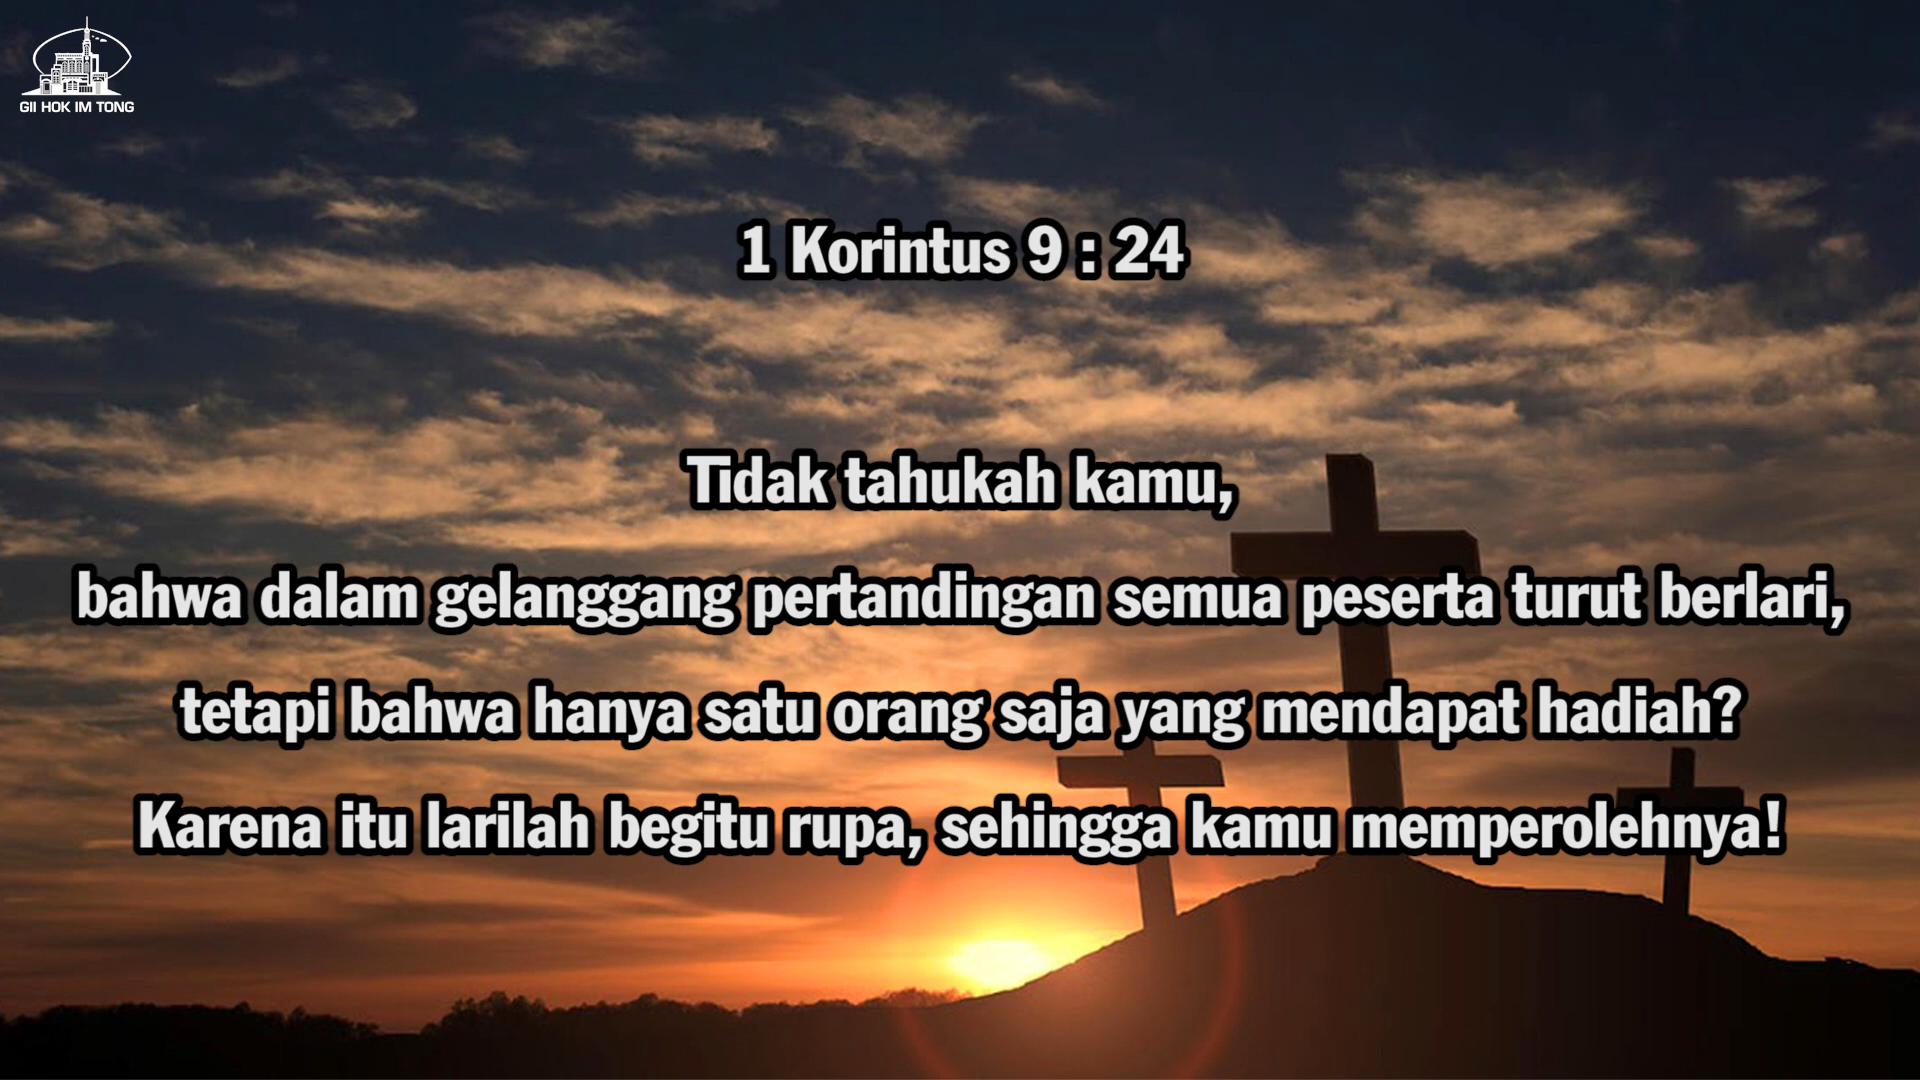 GII HOK IM TONG
1 Korintus 9 : 24
Tidak tahukah kamu,
bahwa dalam gelanggang pertandingan semua peserta turut berlari,
tetapi bahwa hanya satu orang saja yang mendapat hadiah?
Karena itu larilah begitu rupa, sehingga kamu memperolehnya!